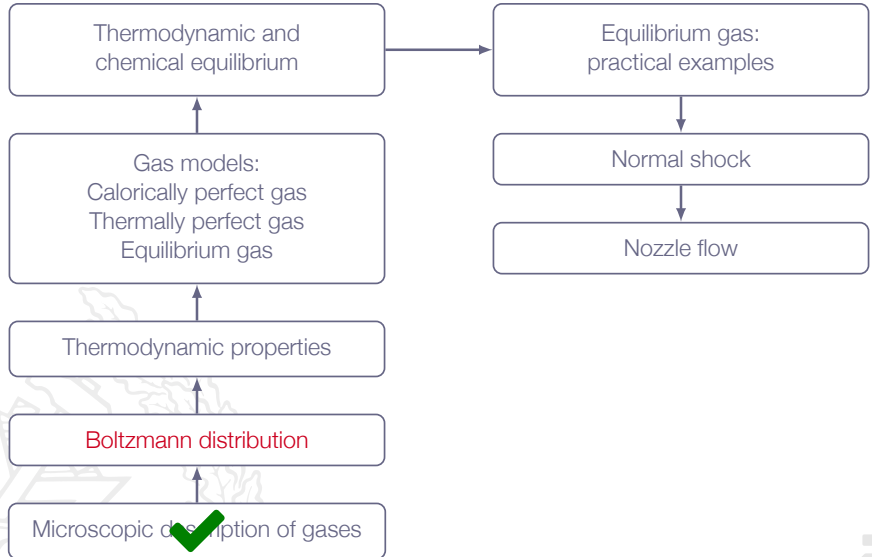 Thermodynamic and
chemical equilibrium
Equilibrium gas:
practical examples
Gas models:
Calorically perfect gas
Thermally perfect gas
Equilibrium gas
Normal shock
Nozzle flow
Thermodynamic properties
Boltzmann distribution
Microscopic description of gases